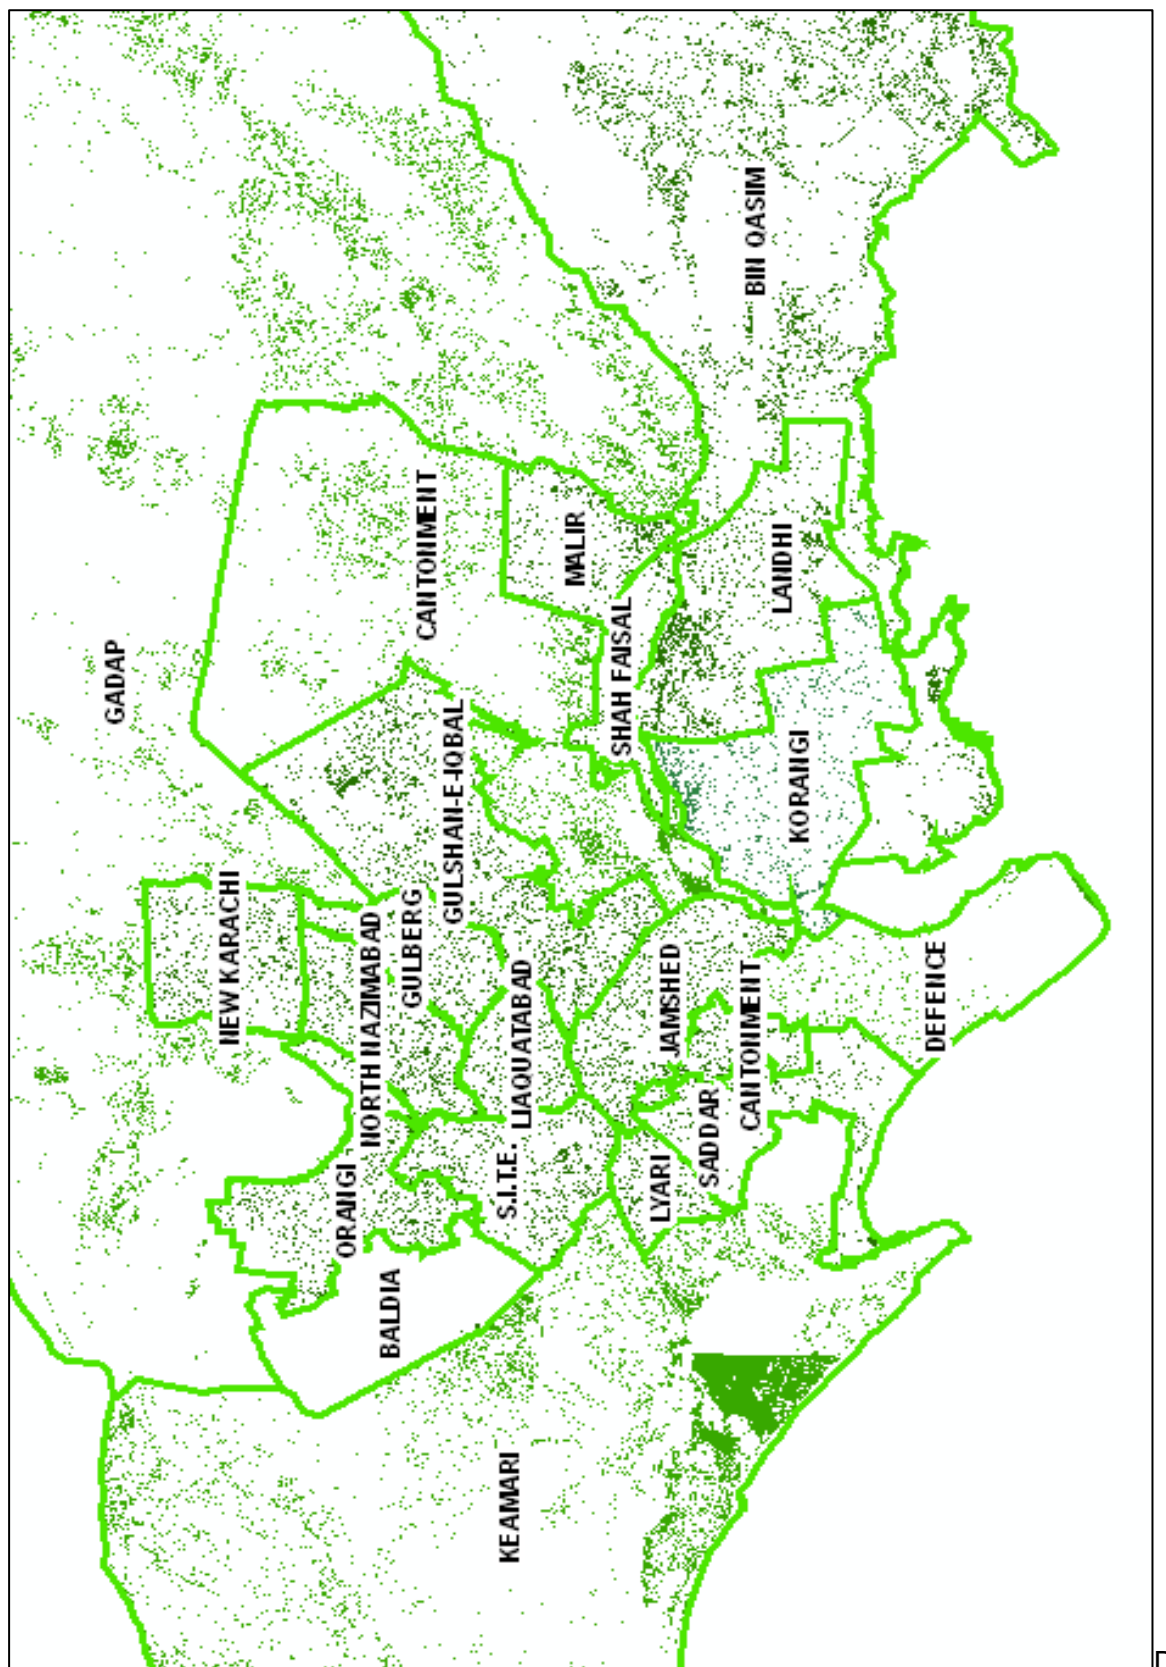 GADAP
NEW KARACHI
CANTONMENT
NORTH NAZIMABAD
GULBERG
GULSHAN-E-IQBAL
MALIR
ORANGI
BALDIA
S.I.T.E.
LIAQUATABAD
SHAH FAISAL
BIN QASIM
LANDHI
KORANGI
JAMSHED
CANTONMENT
SADDAR
LYARI
KEAMARI
DEFENCE